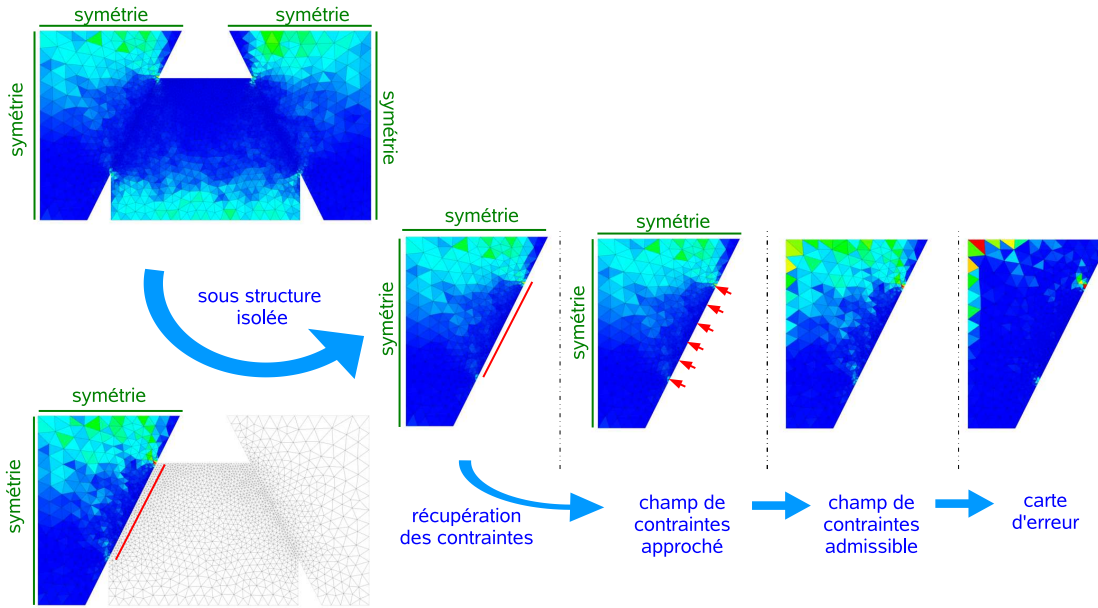 symétrie
symétrie
symétrie
symétrie
sous structure
isolée
symétrie
symétrie
symétrie
symétrie
symétrie
symétrie
récupération
des contraintes
champ de
contraintes
approché
champ de
contraintes
admissible
carte
d'erreur